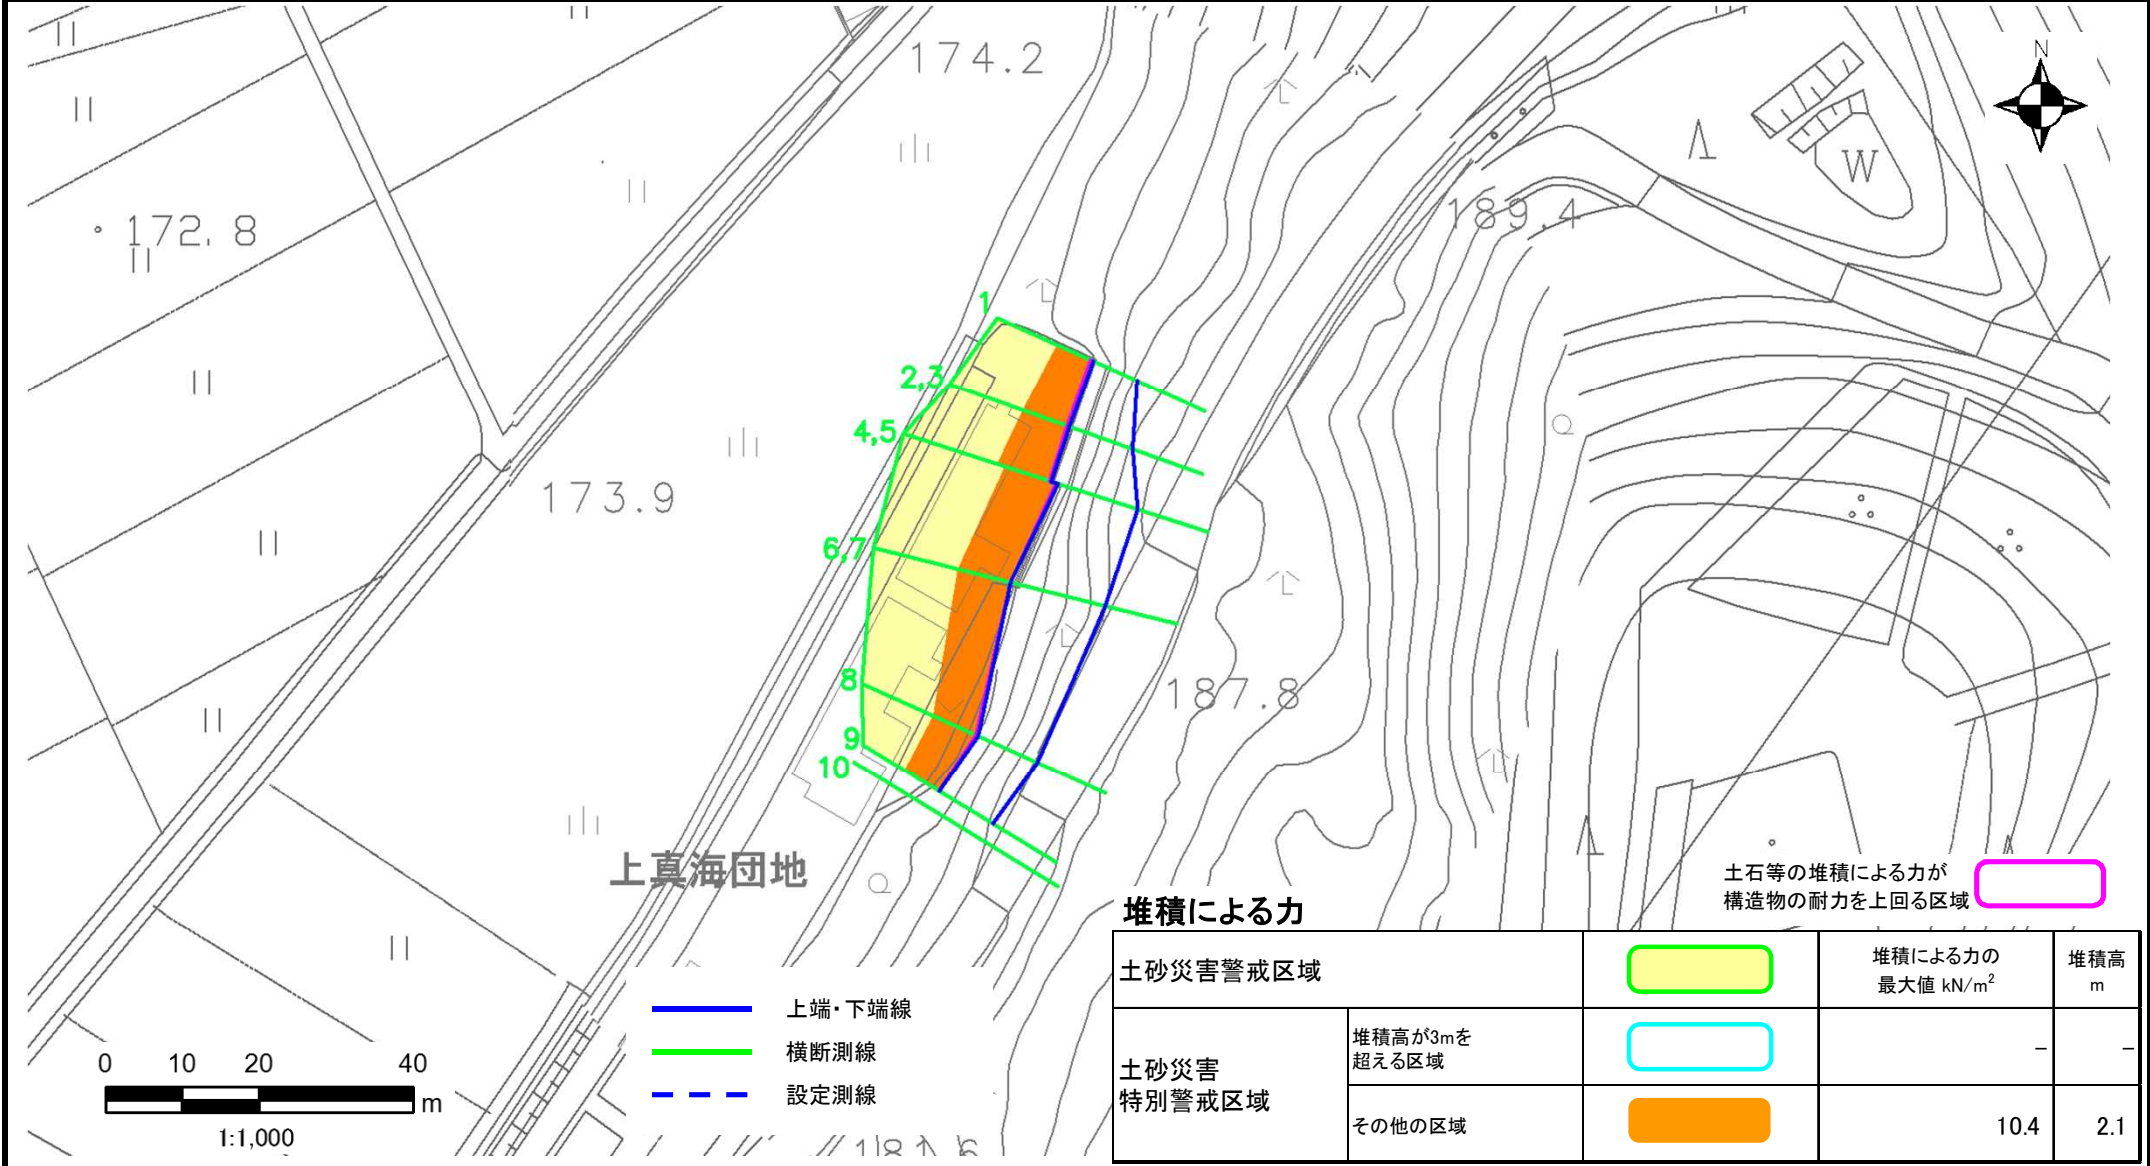 174.2
N
W
189.4
172.8
1
2,3
4,5
173.9
6,7
8
187.8
9
10
上真海団地
土石等の堆積による力が
構造物の耐力を上回る区域
堆積による力
土砂災害警戒区域
堆積による力の
最大値 kN/m²
堆積高
m
土砂災害
特別警戒区域
堆積高が3mを
超える区域
－
－
その他の区域
10.4
2.1
上端・下端線
横断測線
設定測線
0 10 20 40
m
1:1,000
181.6